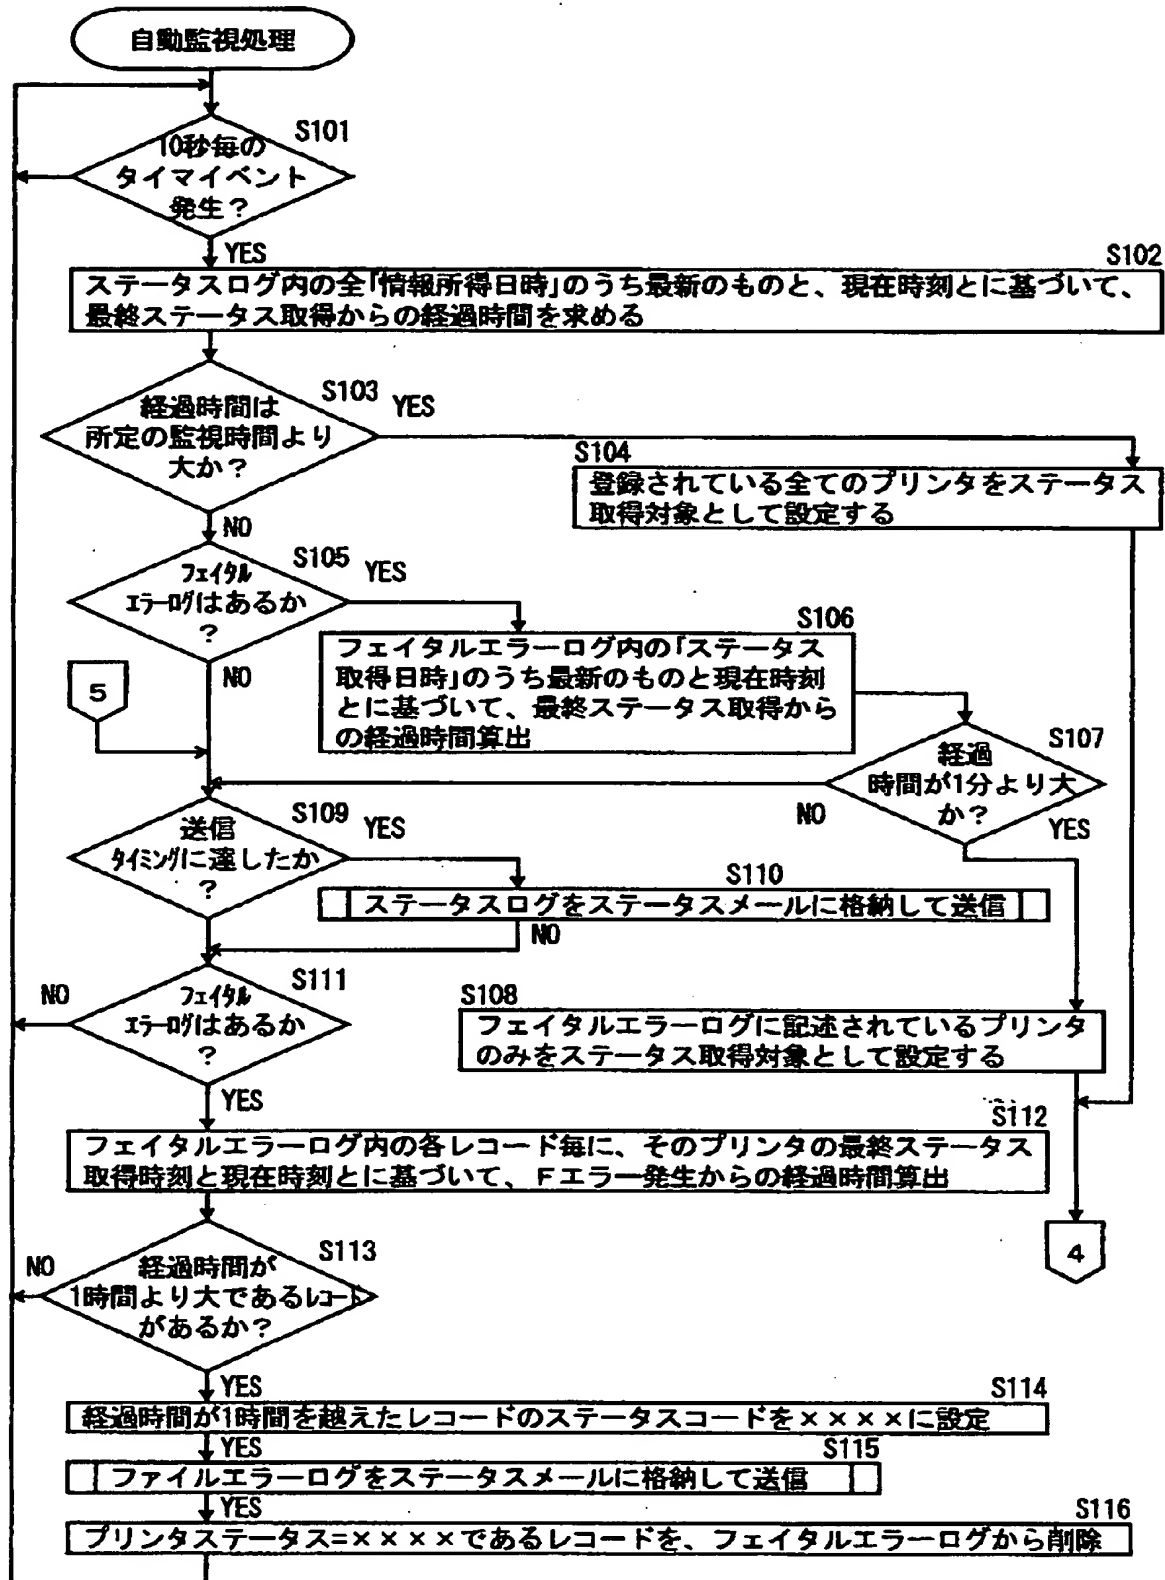 自動監視処理
S101
10秒毎の
タイマイベント
発生?
YES
S102
ステータスログ内の全「情報所得日時」のうち最新のものと、現在時刻とに基づいて、
最終ステータス取得からの経過時間を求める
S103
経過時間は
所定の監視時間より
大か?
YES
S104
登録されている全てのプリンタをステータス
取得対象として設定する
NO
S105
フェイタル
エラーログはあるか
?
YES
S106
フェイタルエラーログ内の「ステータス
取得日時」のうち最新のものと現在時刻
とに基づいて、最終ステータス取得から
の経過時間算出
NO
5
S107
経過
時間が1分より大
か?
NO
YES
S109
送信
タイミングに達したか
?
YES
S110
ステータスログをステータスメールに格納して送信
NO
S111
フェイタル
エラーログはあるか
?
NO
S108
フェイタルエラーログに記述されているプリンタ
のみをステータス取得対象として設定する
YES
S112
フェイタルエラーログ内の各レコード毎に、そのプリンタの最終ステータス
取得時刻と現在時刻とに基づいて、Fエラー発生からの経過時間算出
4
S113
経過時間が
1時間より大であるレコード
があるか?
NO
YES
S114
経過時間が1時間を越えたレコードのステータスコードを××××に設定
YES
S115
ファイルエラーログをステータスメールに格納して送信
YES
S116
プリンタステータス=××××であるレコードを、フェイタルエラーログから削除